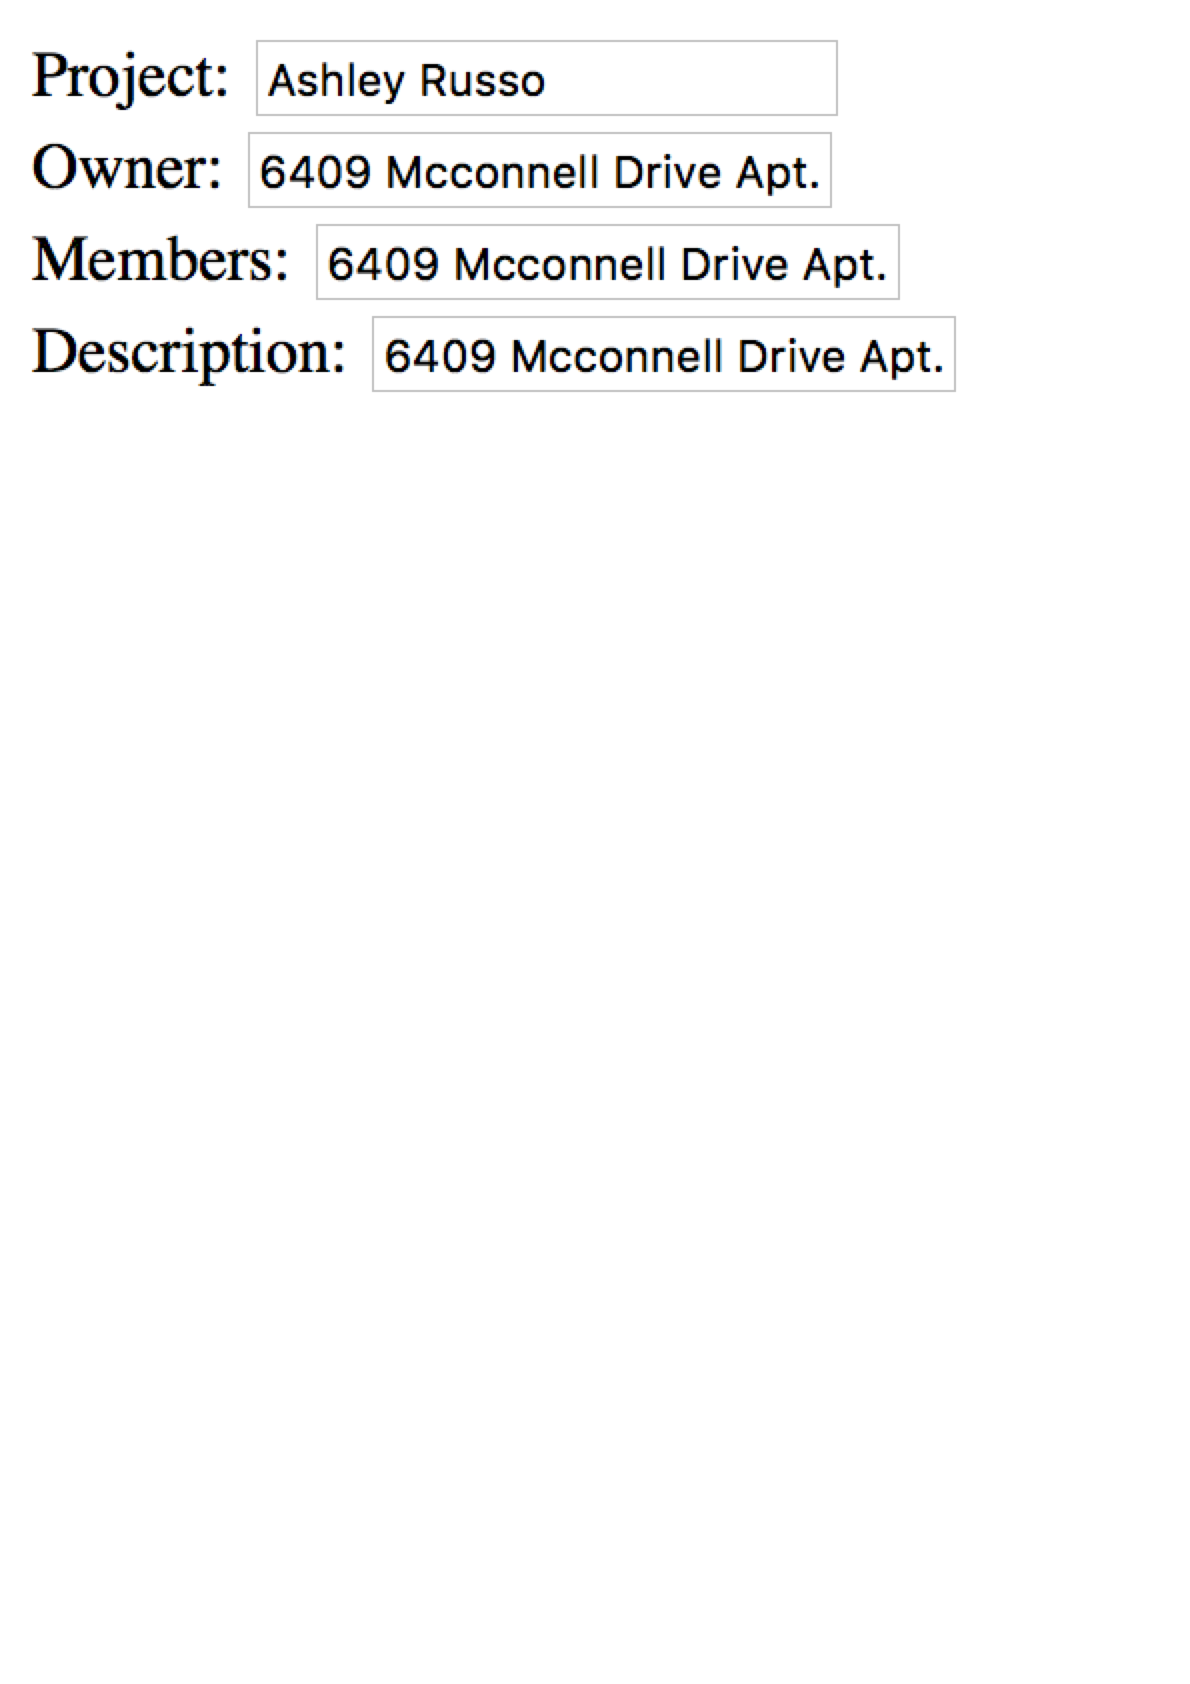 Project: Ashley Russo
Owner: 6409 Mcconnell Drive Apt.
Members: 6409 Mcconnell Drive Apt.
Description: 6409 Mcconnell Drive Apt.